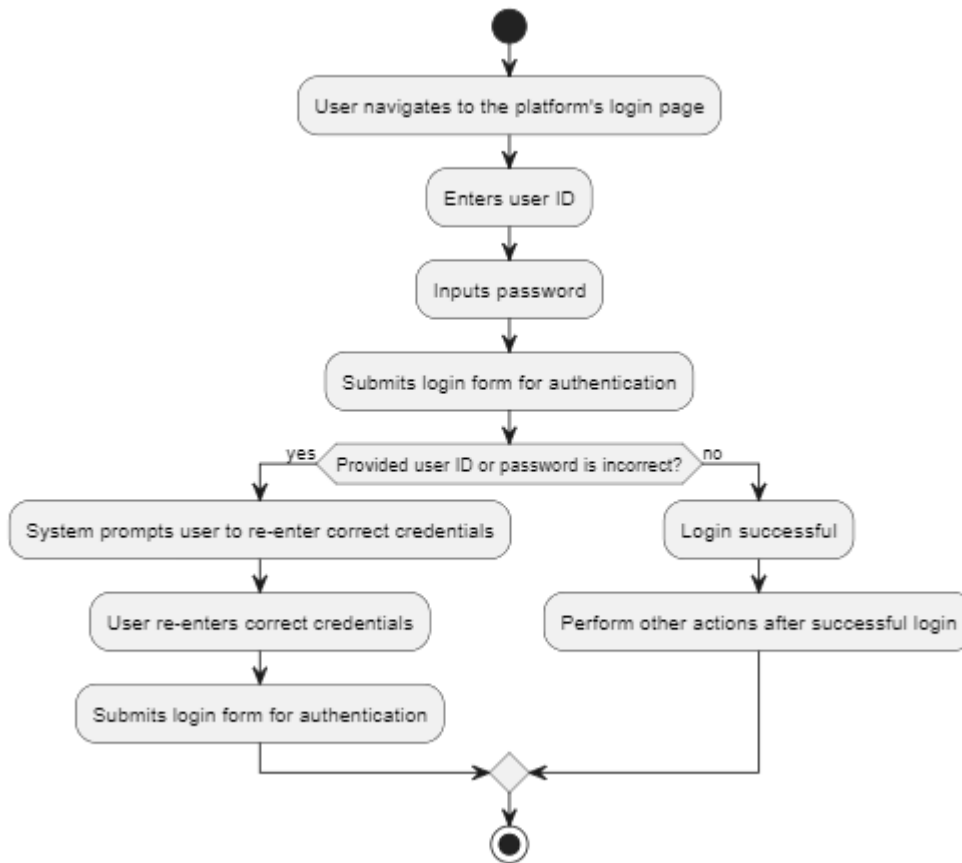 User navigates to the platform's login page
Enters user ID
Inputs password
Submits login form for authentication
yes
Provided user ID or password is incorrect?
no
System prompts user to re-enter correct credentials
Login successful
User re-enters correct credentials
Perform other actions after successful login
Submits login form for authentication